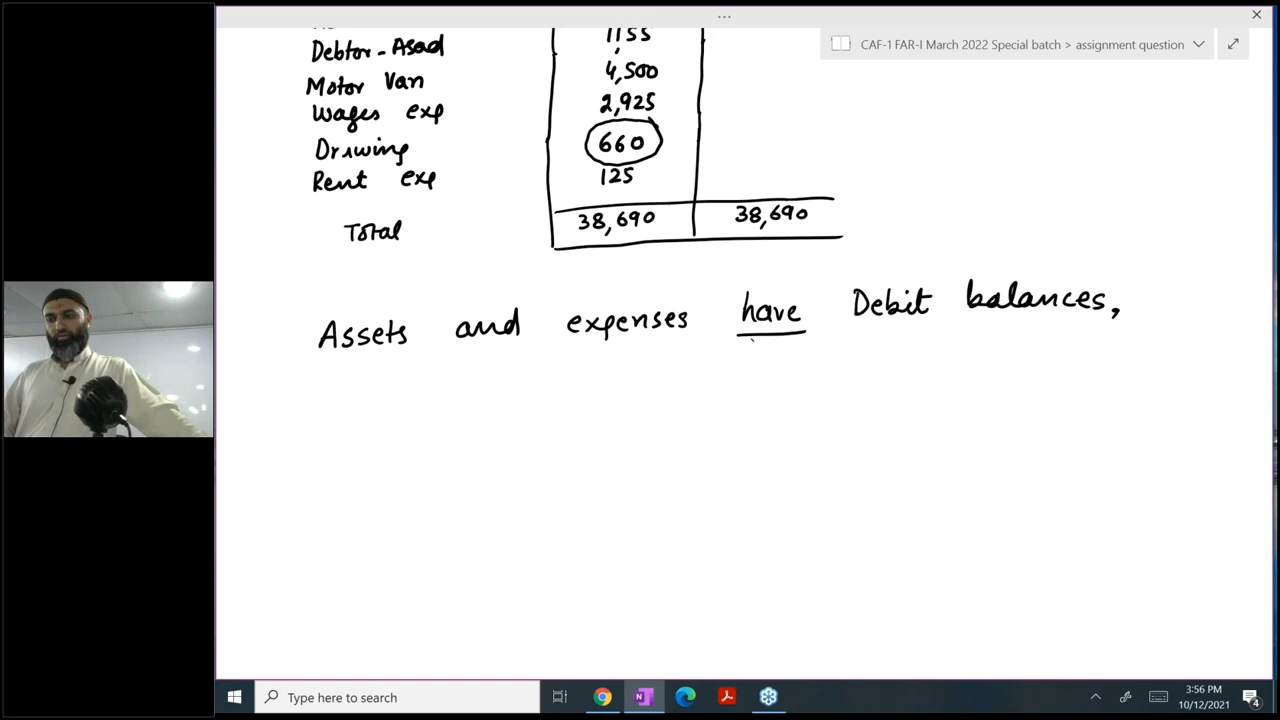 CAF-1 FAR-I March 2022 Special batch > assignment question
1155
Debtor - Asad
4,500
Motor Van
Wages exp 2,925
Drawing 660
Rent exp 125
Total 38,690 38,690
Assets and expenses have Debit balances,
Type here to search
3:56 PM
10/12/2021
4